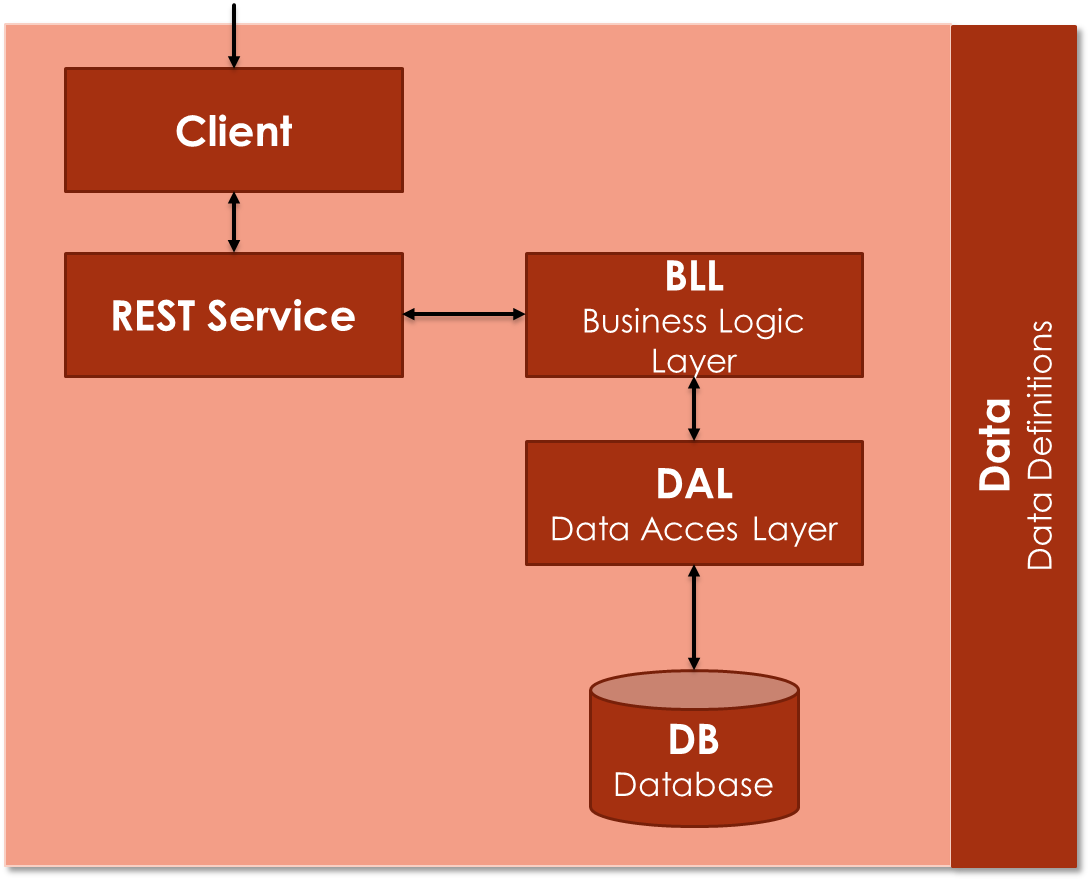 Client
REST Service
BLL
Business Logic
Layer
DAL
Data Acces Layer
DB
Database
Data
Data Definitions